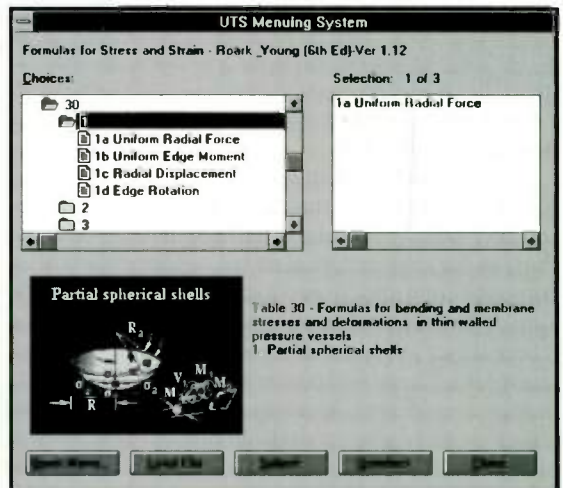 UTS Menuing System
Formulas for Stress and Strain - Roark _Young (6th Ed)-Ver 1.12
Choices:
Selection: 1 of 3
30
1
1a Uniform Radial Force
1b Uniform Edge Moment
1c Radial Displacement
1d Edge Rotation
2
3
1a Uniform Radial Force
Partial spherical shells
Table 30 - Formulas for bending and membrane
stresses and deformations in thin walled
pressure vessels
1 Partial spherical shells